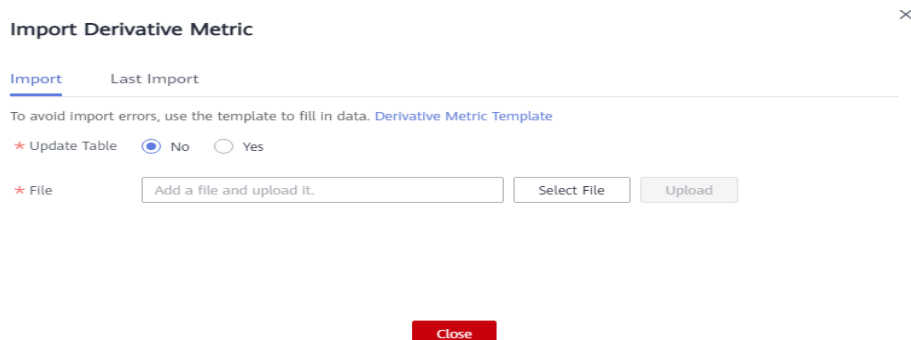 Import Derivative Metric
Import Last Import
To avoid import errors, use the template to fill in data. Derivative Metric Template
* Update Table No Yes
* File Add a file and upload it. Select File Upload
Close